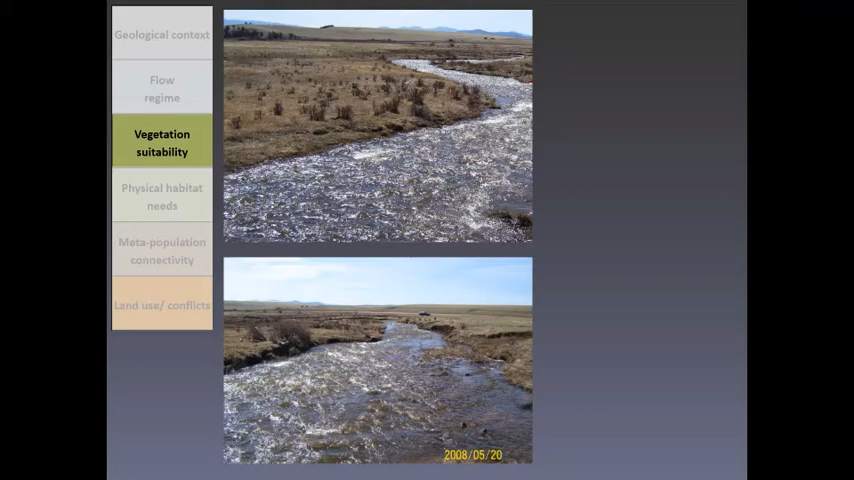 Geological context
Flow
regime
Vegetation
suitability
Physical habitat
needs
Meta-population
connectivity
Land use/ conflicts
2008/05/20